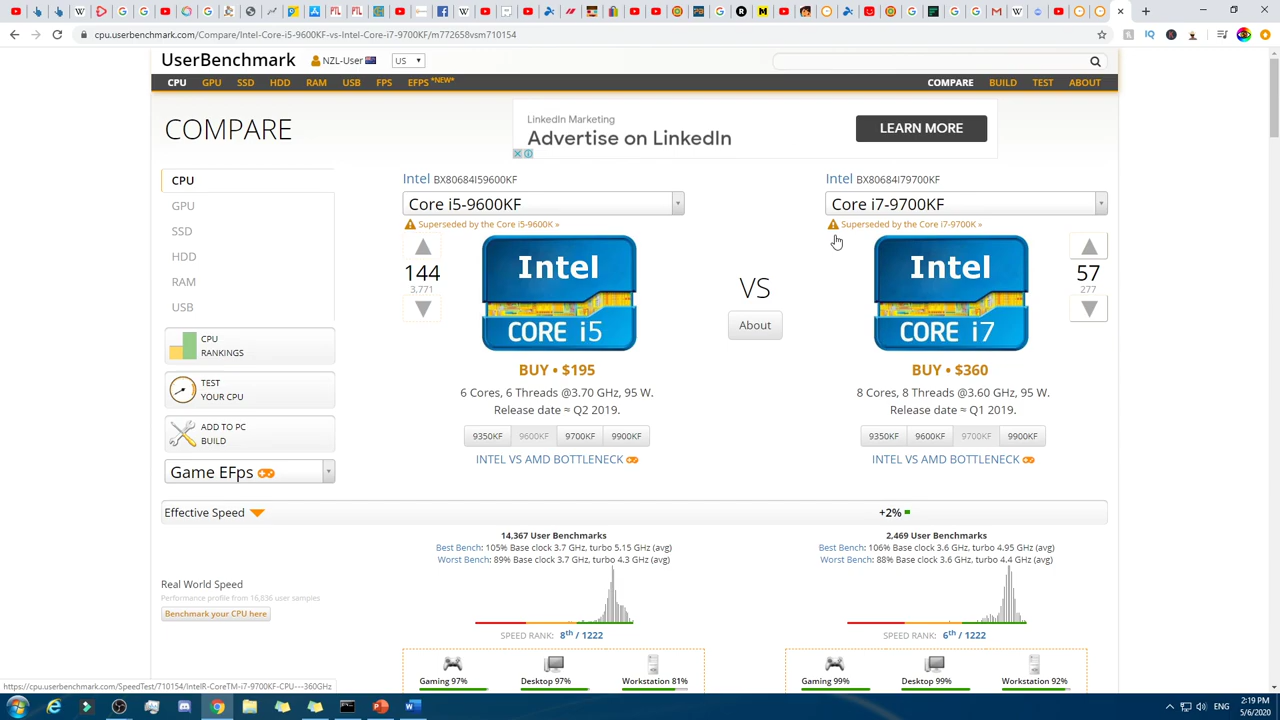 cpu.userbenchmark.com/Compare/Intel-Core-i5-9600KF-vs-Intel-Core-i7-9700KF/m772658vsm710154
UserBenchmark
NZL-User
US
CPU GPU SSD HDD RAM USB FPS EFPS *NEW*
COMPARE BUILD TEST ABOUT
COMPARE
LinkedIn Marketing
Advertise on LinkedIn
LEARN MORE
CPU
GPU
SSD
HDD
RAM
USB
CPU
RANKINGS
TEST
YOUR CPU
ADD TO PC
BUILD
Game EFps
Intel BX80684I59600KF
Core i5-9600KF
Superseded by the Core i5-9600K »
144
3,771
Intel
CORE i5
BUY • $195
6 Cores, 6 Threads @3.70 GHz, 95 W.
Release date ≈ Q2 2019.
9350KF 9600KF 9700KF 9900KF
INTEL VS AMD BOTTLENECK
VS
About
Intel BX80684I79700KF
Core i7-9700KF
Superseded by the Core i7-9700K »
57
277
Intel
CORE i7
BUY • $360
8 Cores, 8 Threads @3.60 GHz, 95 W.
Release date ≈ Q1 2019.
9350KF 9600KF 9700KF 9900KF
INTEL VS AMD BOTTLENECK
Effective Speed
+2%
Real World Speed
Performance profile from 16,836 user samples
Benchmark your CPU here
14,367 User Benchmarks
Best Bench: 105% Base clock 3.7 GHz, turbo 5.15 GHz (avg)
Worst Bench: 89% Base clock 3.7 GHz, turbo 4.3 GHz (avg)
SPEED RANK: 8th / 1222
Gaming 97% Desktop 97% Workstation 81%
2,469 User Benchmarks
Best Bench: 106% Base clock 3.6 GHz, turbo 4.95 GHz (avg)
Worst Bench: 88% Base clock 3.6 GHz, turbo 4.4 GHz (avg)
SPEED RANK: 6th / 1222
Gaming 99% Desktop 99% Workstation 92%
https://cpu.userbenchmark.com/SpeedTest/710154/IntelR-CoreTM-i7-9700KF-CPU---360GHz
ENG
2:19 PM
5/6/2020